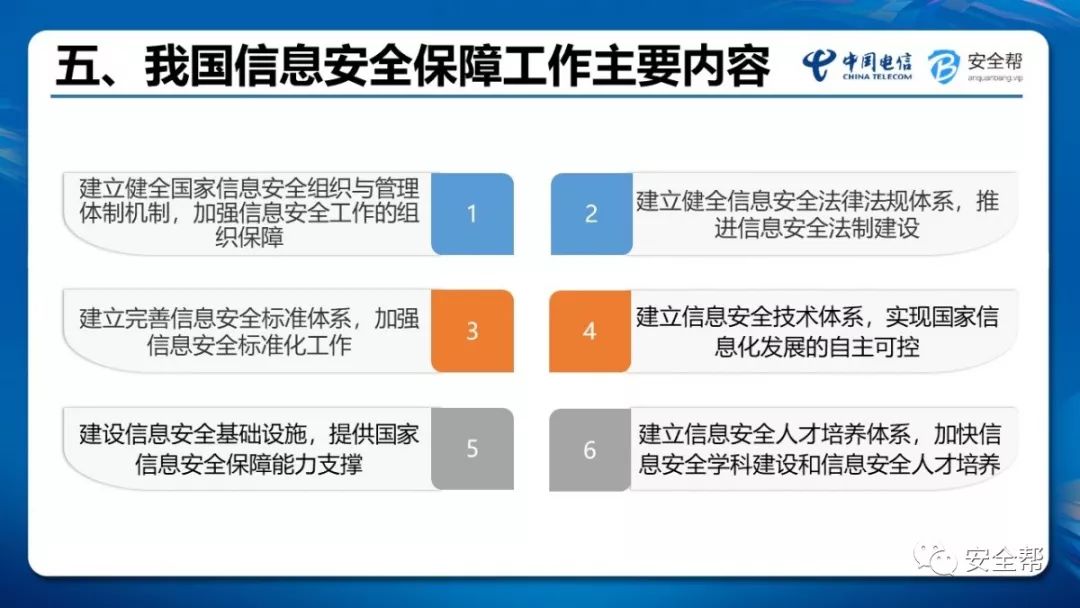 五、我国信息安全保障工作主要内容
中国电信
CHINA TELECOM
安全帮
anquanbang.vip
建立健全国家信息安全组织与管理
体制机制，加强信息安全工作的组
织保障
1
2
建立健全信息安全法律法规体系，推
进信息安全法制建设
建立完善信息安全标准体系，加强
信息安全标准化工作
3
4
建立信息安全技术体系，实现国家信
息化发展的自主可控
建设信息安全基础设施，提供国家
信息安全保障能力支撑
5
6
建立信息安全人才培养体系，加快信
息安全学科建设和信息安全人才培养
安全帮